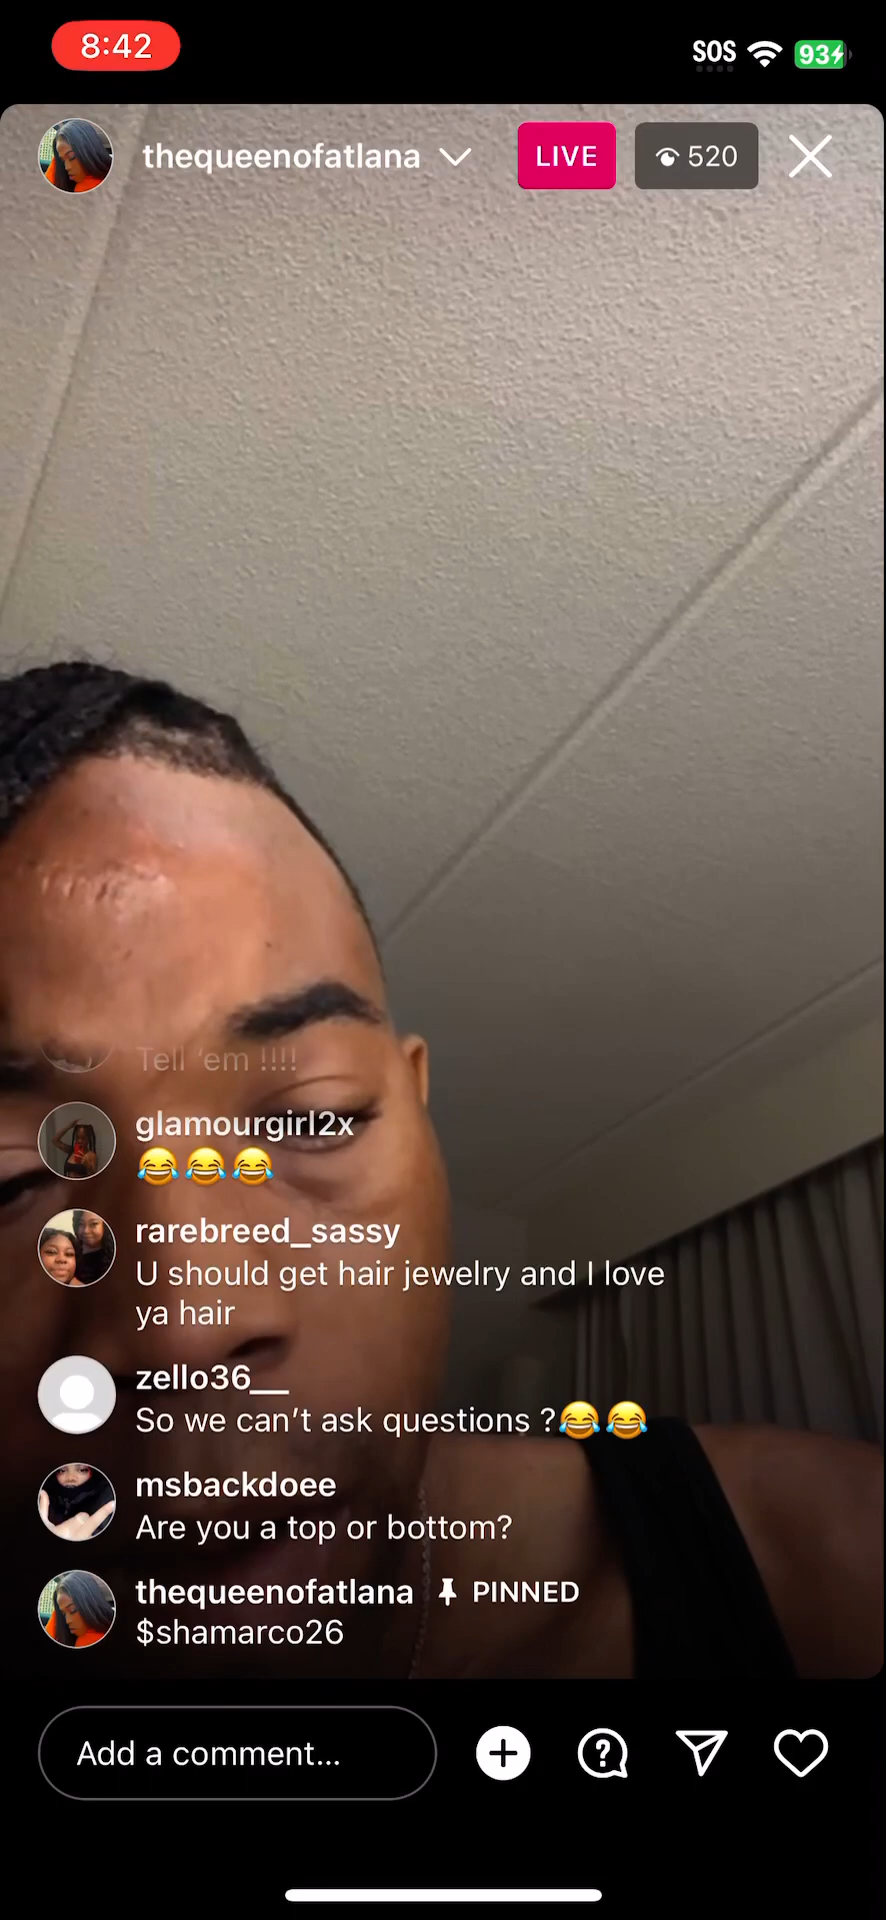 8:42
SOS
93
thequeenofatlana
LIVE
520
Tell 'em !!!!
glamourgirl2x
😂😂😂
rarebreed_sassy
U should get hair jewelry and I love
ya hair
zello36__
So we can't ask questions ?😂😂
msbackdoee
Are you a top or bottom?
thequeenofatlana PINNED
$shamarco26
Add a comment...